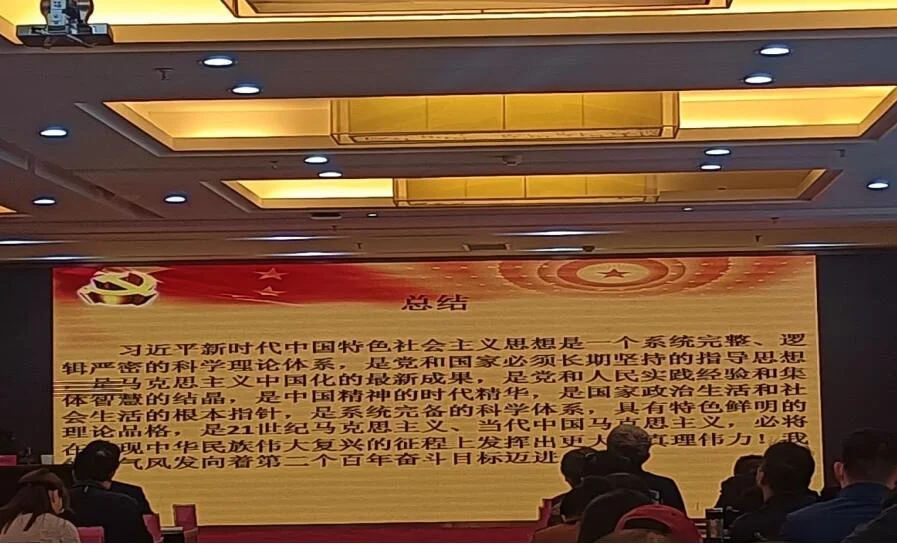 总结
习近平新时代中国特色社会主义思想是一个系统完整、逻
辑严密的科学理论体系，是党和国家必须长期坚持的指导思想
是马克思主义中国化的最新成果，是党和人民实践经验和集
体智慧的结晶，是中国精神的时代精华，是国家政治生活和社
会生活的根本指针，是系统完备的科学体系，具有特色鲜明的
理论品格，是21世纪马克思主义、当代中国马克思主义，必将
在 现中华民族伟大复兴的征程上发挥出更 真理伟力！我
气风发向着第二个百年奋斗目标迈进